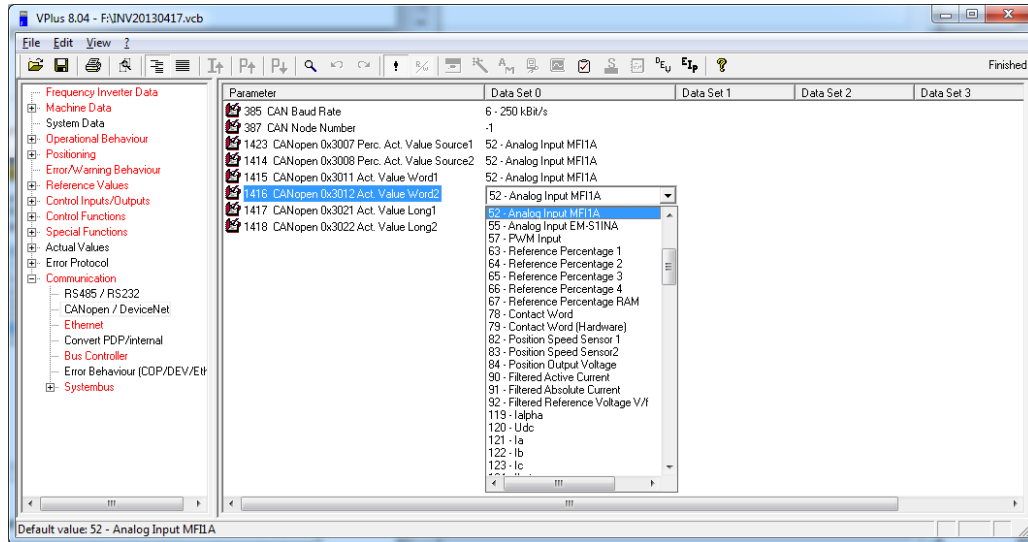 VPlus 8.04 - F:\INV20130417.vcb
File Edit View ?
Finished
Frequency Inverter Data
Machine Data
System Data
Operational Behaviour
Positioning
Error/Warning Behaviour
Reference Values
Control Inputs/Outputs
Control Functions
Special Functions
Actual Values
Error Protocol
Communication
RS485 / RS232
CANopen / DeviceNet
Ethernet
Convert PDP/internal
Bus Controller
Error Behaviour (COP/DEV/Eth
Systembus
Parameter Data Set 0 Data Set 1 Data Set 2 Data Set 3
385 CAN Baud Rate 6 - 250 kBit/s
387 CAN Node Number -1
1423 CANopen 0x3007 Perc. Act. Value Source1 52 - Analog Input MFI1A
1414 CANopen 0x3008 Perc. Act. Value Source2 52 - Analog Input MFI1A
1415 CANopen 0x3011 Act. Value Word1 52 - Analog Input MFI1A
1416 CANopen 0x3012 Act. Value Word2 52 - Analog Input MFI1A
1417 CANopen 0x3021 Act. Value Long1
1418 CANopen 0x3022 Act. Value Long2
52 - Analog Input MFI1A
55 - Analog Input EM-S1INA
57 - PWM Input
63 - Reference Percentage 1
64 - Reference Percentage 2
65 - Reference Percentage 3
66 - Reference Percentage 4
67 - Reference Percentage RAM
78 - Contact Word
79 - Contact Word (Hardware)
82 - Position Speed Sensor 1
83 - Position Speed Sensor2
84 - Position Output Voltage
90 - Filtered Active Current
91 - Filtered Absolute Current
92 - Filtered Reference Voltage V/f
119 - Ialpha
120 - Udc
121 - Ia
122 - Ib
123 - Ic
Default value: 52 - Analog Input MFI1A